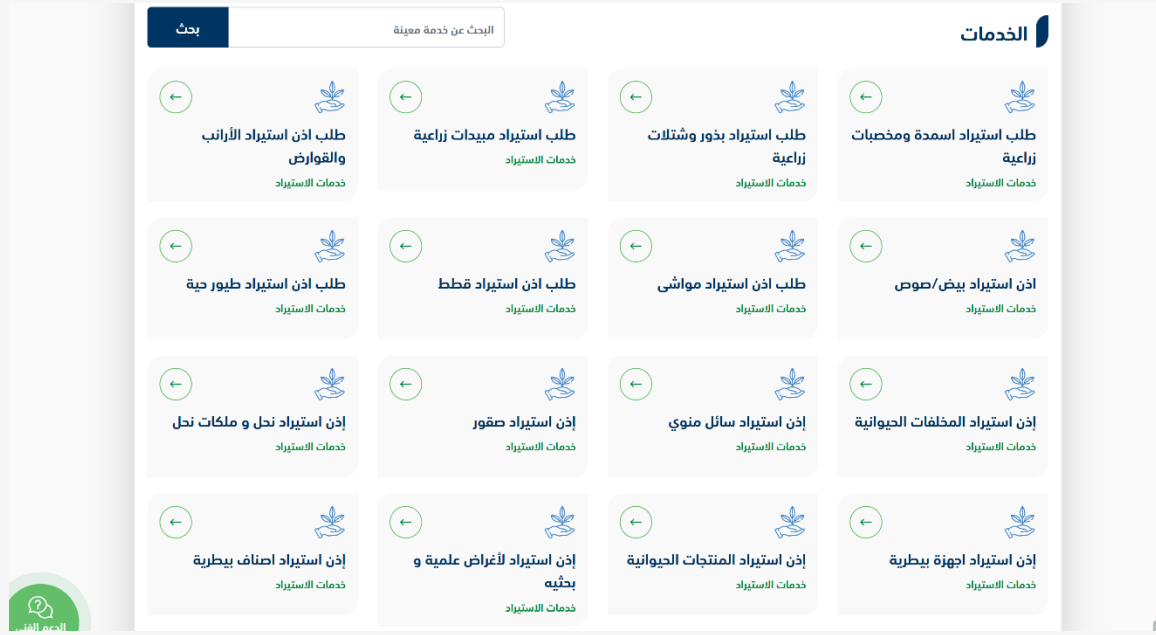 الخدمات
البحث عن خدمة معينة
بحث
طلب استيراد اسمدة ومخصبات
زراعية
خدمات الاستيراد
طلب استيراد بذور وشتلات
زراعية
خدمات الاستيراد
طلب استيراد مبيدات زراعية
خدمات الاستيراد
طلب اذن استيراد الأرانب
والقوارض
خدمات الاستيراد
اذن استيراد بيض/صوص
خدمات الاستيراد
طلب اذن استيراد مواشى
خدمات الاستيراد
طلب اذن استيراد قطط
خدمات الاستيراد
طلب اذن استيراد طيور حية
خدمات الاستيراد
إذن استيراد المخلفات الحيوانية
خدمات الاستيراد
إذن استيراد سائل منوي
خدمات الاستيراد
إذن استيراد صقور
خدمات الاستيراد
إذن استيراد نحل و ملكات نحل
خدمات الاستيراد
إذن استيراد اجهزة بيطرية
خدمات الاستيراد
إذن استيراد المنتجات الحيوانية
خدمات الاستيراد
إذن استيراد لأغراض علمية و
بحثيه
خدمات الاستيراد
إذن استيراد اصناف بيطرية
خدمات الاستيراد
الدعم الفني